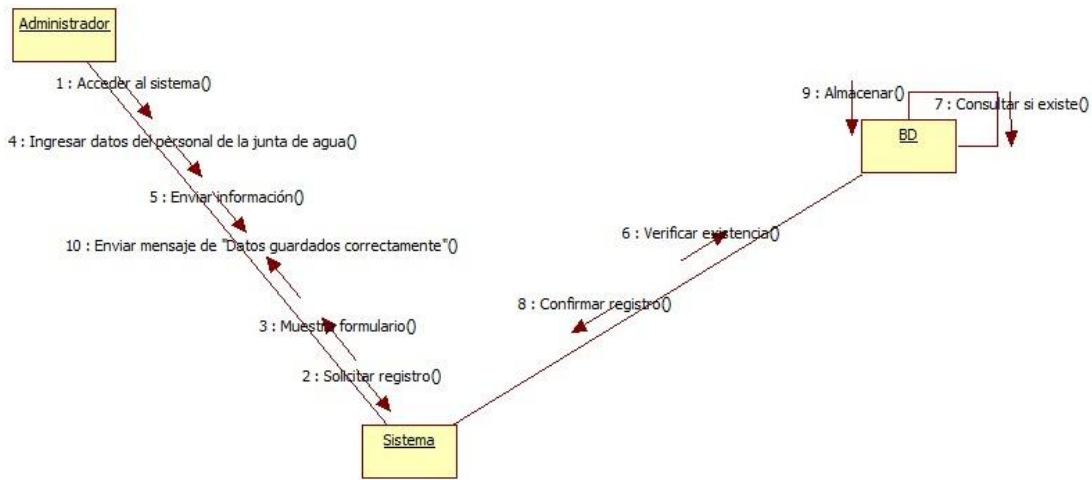 Administrador
1 : Acceder al sistema()
9 : Almacenar()
7 : Consultar si existe()
BD
4 : Ingresar datos del personal de la junta de agua()
5 : Enviar información()
6 : Verificar existencia()
10 : Enviar mensaje de "Datos guardados correctamente"()
8 : Confirmar registro()
3 : Muestra formulario()
2 : Solicitar registro()
Sistema